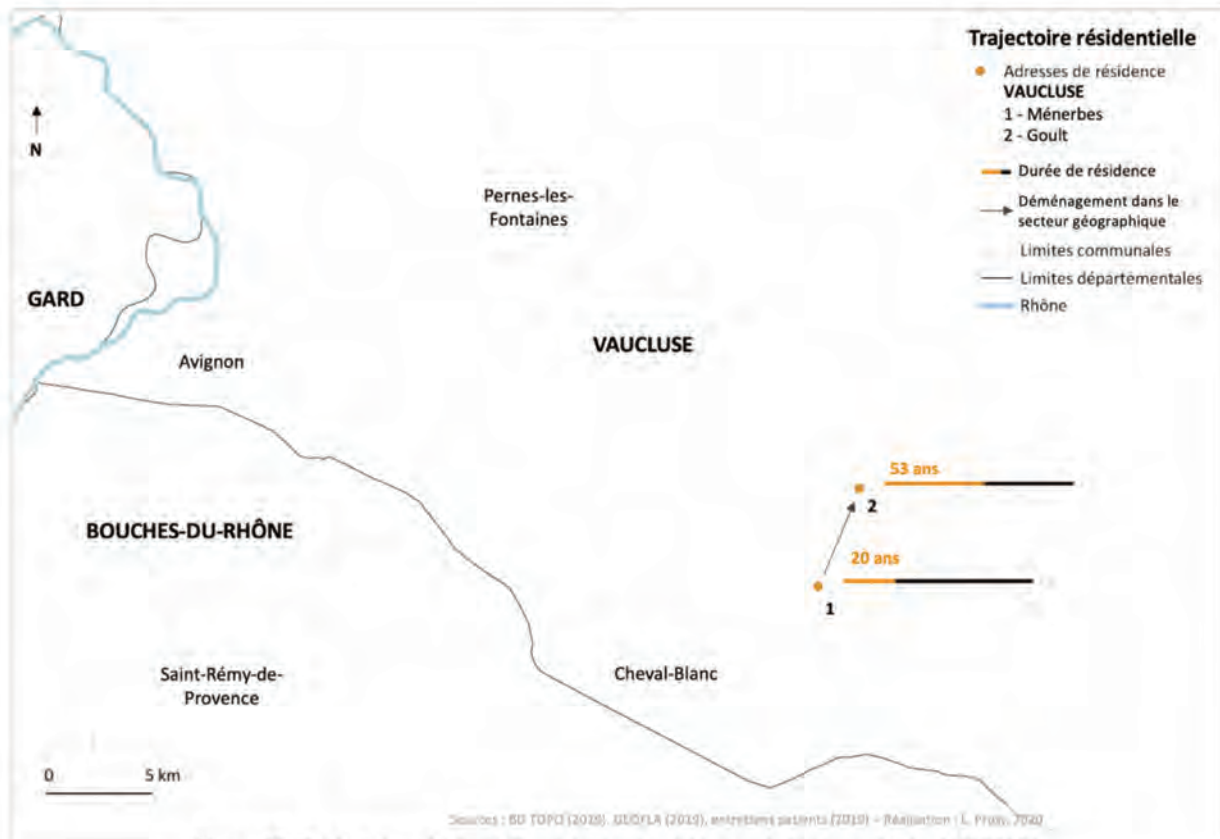 Trajectoire résidentielle
Adresses de résidence
VAUCLUSE
1 - Ménerbes
2 - Goult
Durée de résidence
Déménagement dans le
secteur géographique
Limites communales
Limites départementales
Rhône
N
Pernes-les-
Fontaines
GARD
VAUCLUSE
Avignon
53 ans
2
BOUCHES-DU-RHÔNE
20 ans
1
Saint-Rémy-de-
Provence
Cheval-Blanc
0 5 km
Sources : BD TOPO (2019), GEOFLA (2019), entretiens patients (2019) – Réalisation : L. 2020